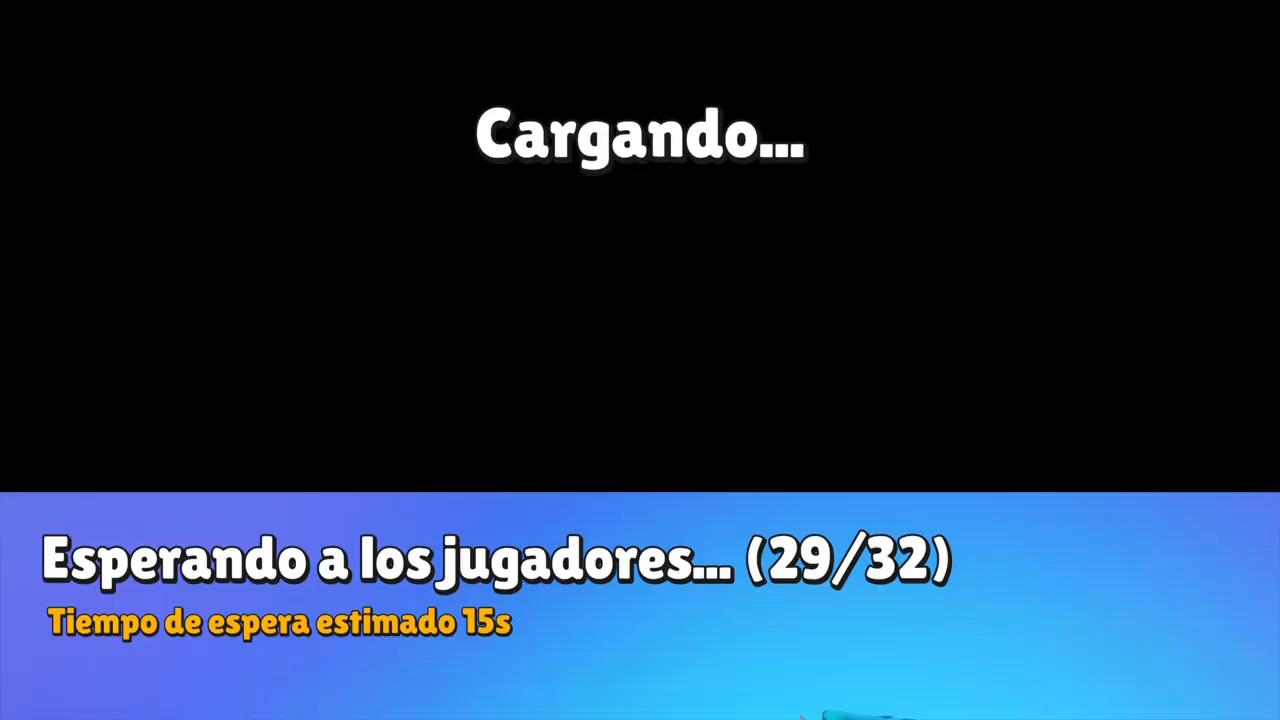 Cargando...
Esperando a los jugadores... (29/32)
Tiempo de espera estimado 15s